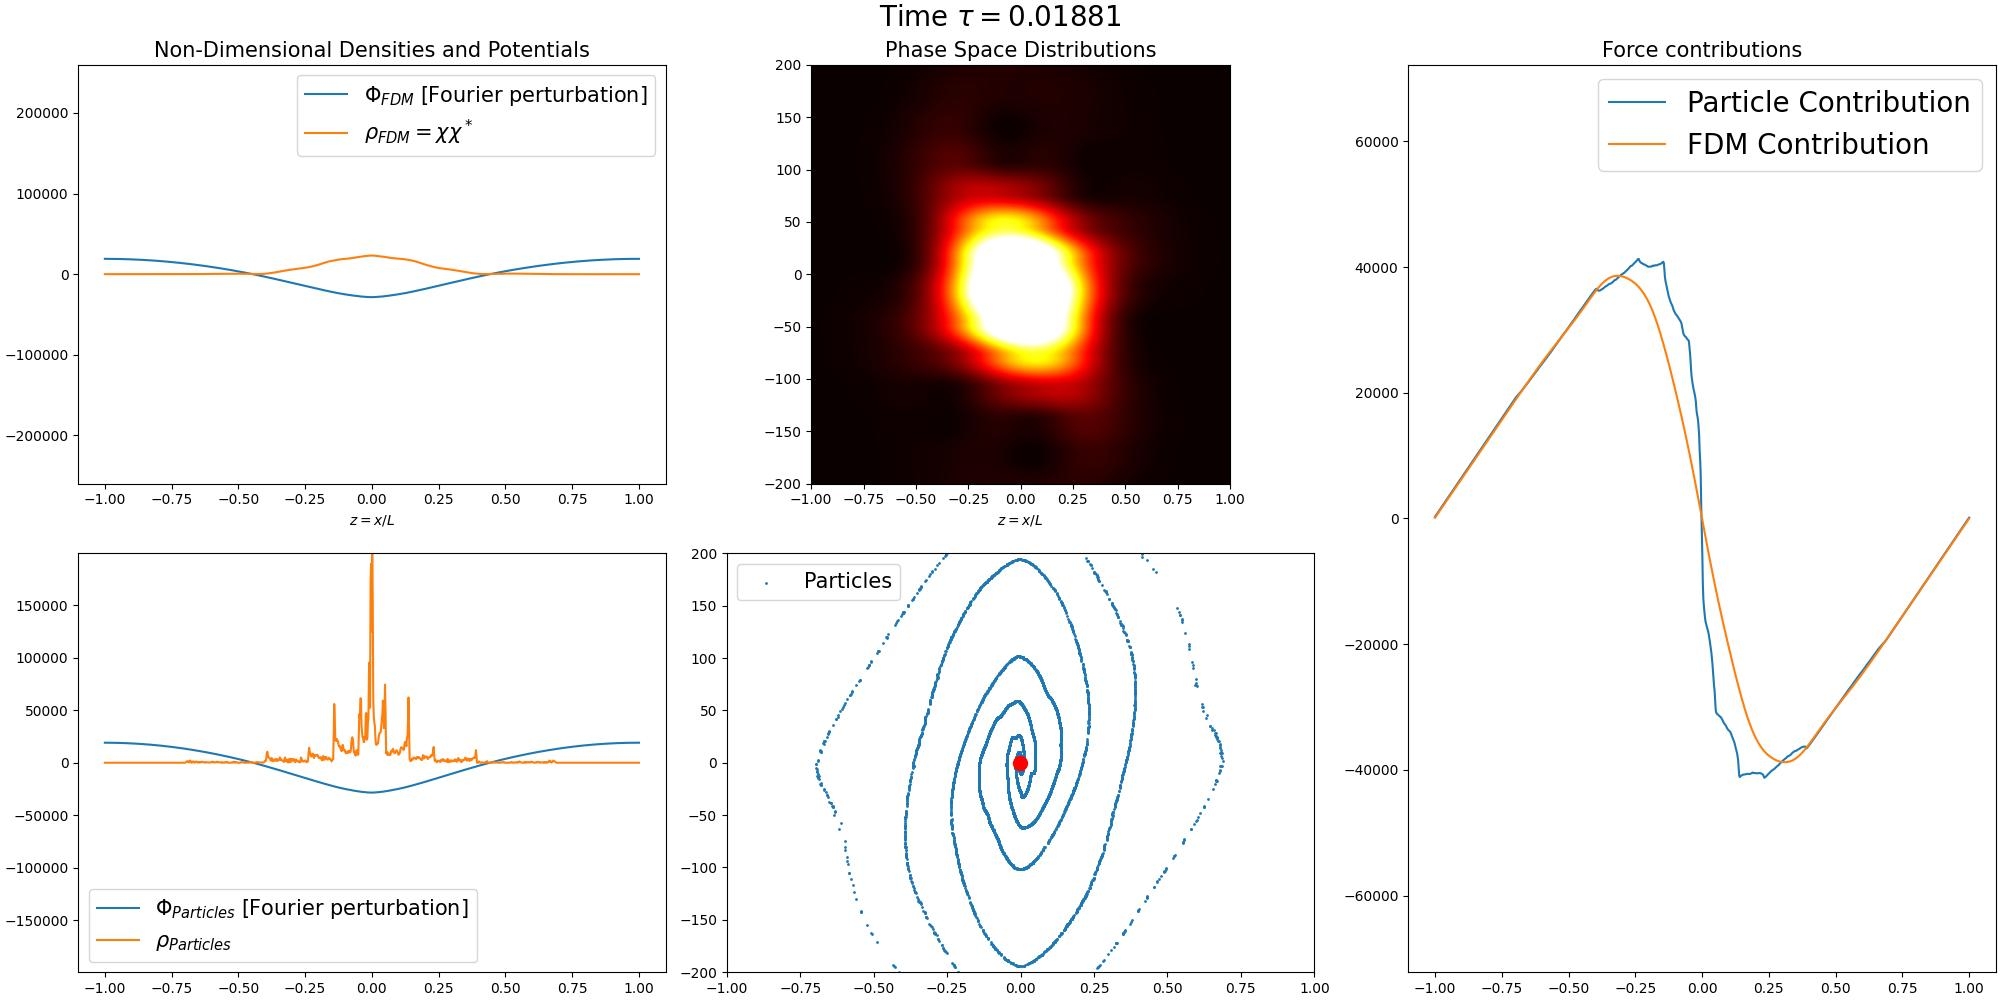 Time τ = 0.01881
Non-Dimensional Densities and Potentials
Φ_FDM [Fourier perturbation]
ρ_FDM = χχ*
200000
100000
0
−100000
−200000
−1.00 −0.75 −0.50 −0.25 0.00 0.25 0.50 0.75 1.00
z = x/L
Phase Space Distributions
200
150
100
50
0
−50
−100
−150
−200
−1.00 −0.75 −0.50 −0.25 0.00 0.25 0.50 0.75 1.00
z = x/L
Force contributions
Particle Contribution
FDM Contribution
60000
40000
20000
0
−20000
−40000
−60000
−1.00 −0.75 −0.50 −0.25 0.00 0.25 0.50 0.75 1.00
150000
100000
50000
0
−50000
−100000
−150000
Φ_Particles [Fourier perturbation]
ρ_Particles
−1.00 −0.75 −0.50 −0.25 0.00 0.25 0.50 0.75 1.00
Particles
200
150
100
50
0
−50
−100
−150
−200
−1.00 −0.75 −0.50 −0.25 0.00 0.25 0.50 0.75 1.00